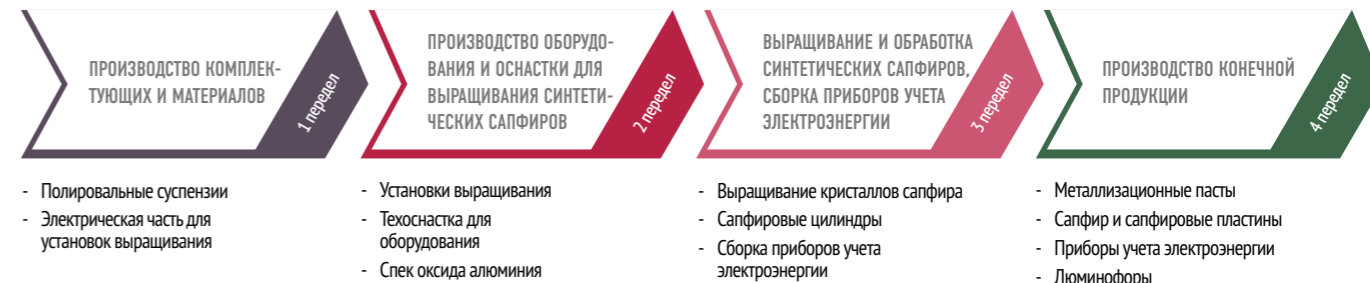 ПРОИЗВОДСТВО КОМПЛЕК-
ТУЮЩИХ И МАТЕРИАЛОВ
1 передел
ПРОИЗВОДСТВО ОБОРУДО-
ВАНИЯ И ОСНАСТКИ ДЛЯ
ВЫРАЩИВАНИЯ СИНТЕТИ-
ЧЕСКИХ САПФИРОВ
2 передел
ВЫРАЩИВАНИЕ И ОБРАБОТКА
СИНТЕТИЧЕСКИХ САПФИРОВ,
СБОРКА ПРИБОРОВ УЧЕТА
ЭЛЕКТРОЭНЕРГИИ
3 передел
ПРОИЗВОДСТВО КОНЕЧНОЙ
ПРОДУКЦИИ
4 передел
- Полировальные суспензии
- Электрическая часть для
установок выращивания
- Установки выращивания
- Техоснастка для
оборудования
- Спек оксида алюминия
- Выращивание кристаллов сапфира
- Сапфировые цилиндры
- Сборка приборов учета
электроэнергии
- Металлизационные пасты
- Сапфир и сапфировые пластины
- Приборы учета электроэнергии
- Люминофоры